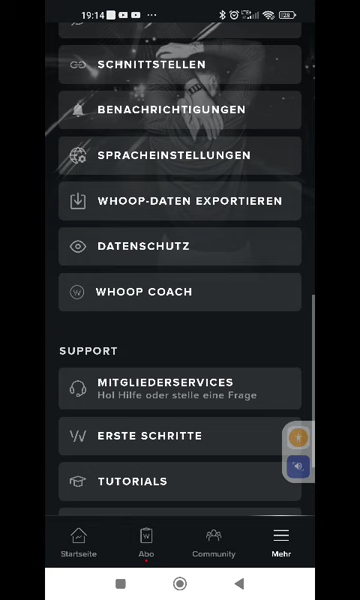 19:14
SCHNITTSTELLEN
BENACHRICHTIGUNGEN
SPRACHEINSTELLUNGEN
WHOOP-DATEN EXPORTIEREN
DATENSCHUTZ
WHOOP COACH
SUPPORT
MITGLIEDERSERVICES
Hol Hilfe oder stelle eine Frage
ERSTE SCHRITTE
TUTORIALS
Startseite Abo Community Mehr